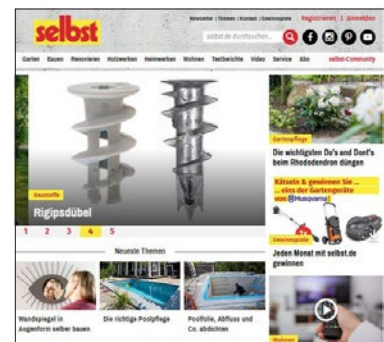 selbst
Newsletter | Themen | Kontakt | Gewinnspiele Registrieren | Anmelden
selbst.de durchsuchen...
Garten Bauen Renovieren Holzwerken Heimwerken Wohnen Testberichte Video Service Abo selbst-Community
Baustoffe
Rigipsdübel
1 2 3 4 5
Gartenpflege
Die wichtigsten Do's and Dont's
beim Rhododendron düngen
Rätseln & gewinnen Sie ...
... eins der Gartengeräte
von Husqvarna!
Gewinnspiele
Jeden Monat mit selbst.de
gewinnen
Neueste Themen
Wandspiegel in
Augenform selber bauen
Die richtige Poolpflege
Poolfolie, Abfluss und
Co. abdichten
Wohnen